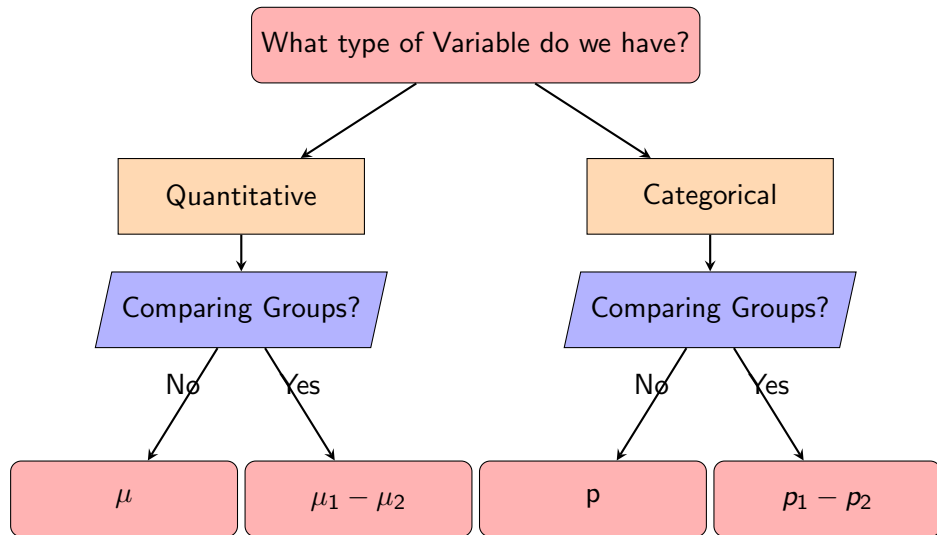 What type of Variable do we have?
Quantitative
Categorical
Comparing Groups?
Comparing Groups?
No
Yes
No
Yes
μ
μ₁ − μ₂
p
p₁ − p₂